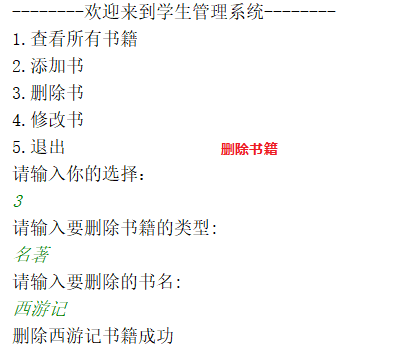 --------欢迎来到学生管理系统--------
1.查看所有书籍
2.添加书
3.删除书
4.修改书
5.退出
删除书籍
请输入你的选择：
3
请输入要删除书籍的类型:
名著
请输入要删除的书名:
西游记
删除西游记书籍成功